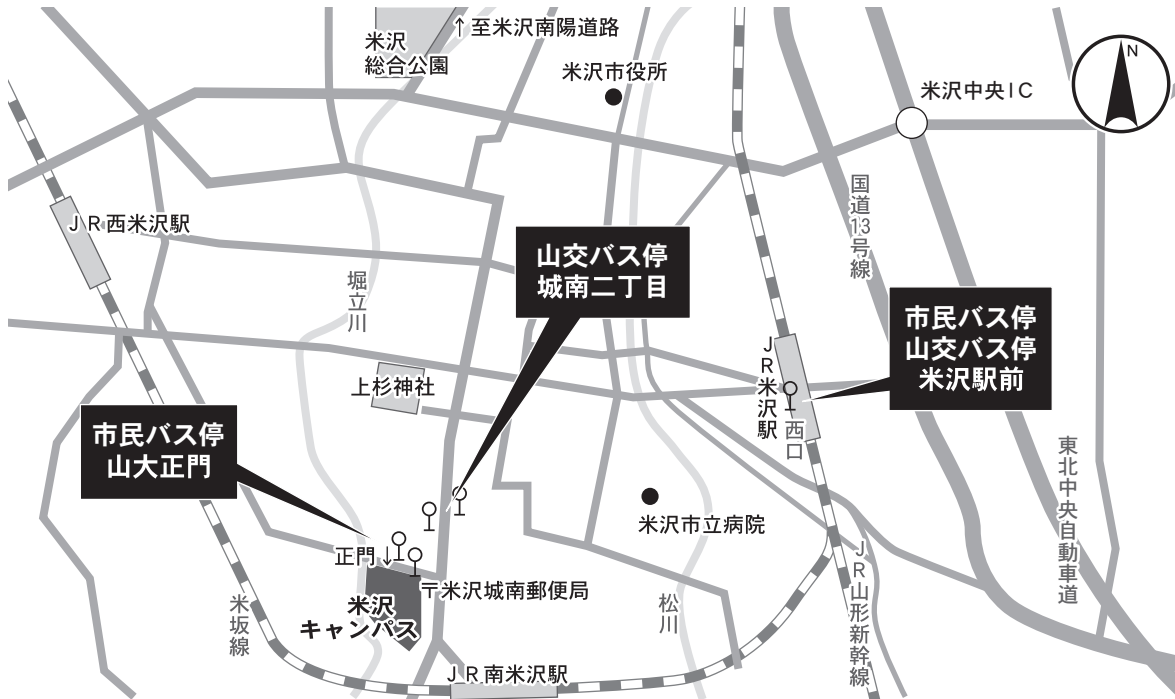 ↑至米沢南陽道路
米沢
総合公園
米沢市役所
米沢中央IC
N
JR西米沢駅
国道13号線
山交バス停
城南二丁目
堀立川
市民バス停
山交バス停
米沢駅前
JR米沢駅
西口
上杉神社
市民バス停
山大正門
東北中央自動車道
米沢市立病院
正門↓
〒米沢城南郵便局
米沢
キャンパス
米坂線
松川
JR山形新幹線
JR南米沢駅